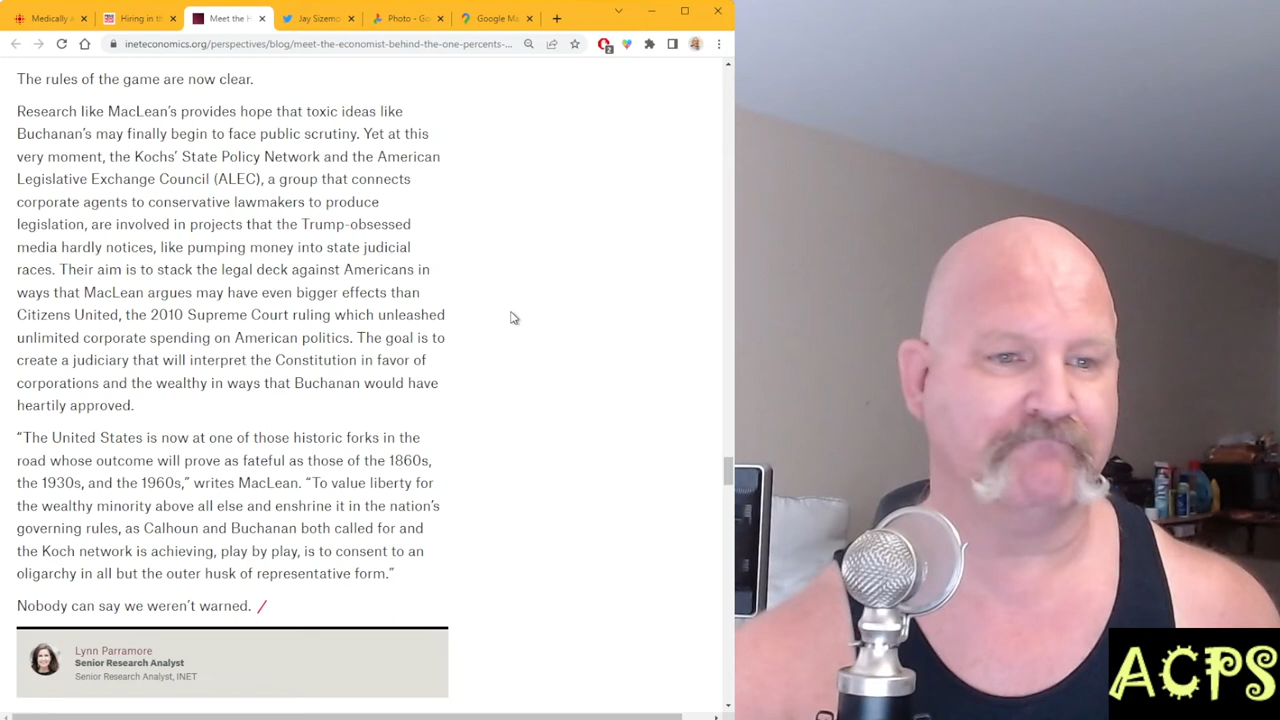 Medically a
Hiring in th
Meet the H
Jay Sizemo
Photo - Go
Google Ma
ineteconomics.org/perspectives/blog/meet-the-economist-behind-the-one-percents-...
2
The rules of the game are now clear.
Research like MacLean's provides hope that toxic ideas like
Buchanan's may finally begin to face public scrutiny. Yet at this
very moment, the Kochs' State Policy Network and the American
Legislative Exchange Council (ALEC), a group that connects
corporate agents to conservative lawmakers to produce
legislation, are involved in projects that the Trump-obsessed
media hardly notices, like pumping money into state judicial
races. Their aim is to stack the legal deck against Americans in
ways that MacLean argues may have even bigger effects than
Citizens United, the 2010 Supreme Court ruling which unleashed
unlimited corporate spending on American politics. The goal is to
create a judiciary that will interpret the Constitution in favor of
corporations and the wealthy in ways that Buchanan would have
heartily approved.
“The United States is now at one of those historic forks in the
road whose outcome will prove as fateful as those of the 1860s,
the 1930s, and the 1960s,” writes MacLean. “To value liberty for
the wealthy minority above all else and enshrine it in the nation's
governing rules, as Calhoun and Buchanan both called for and
the Koch network is achieving, play by play, is to consent to an
oligarchy in all but the outer husk of representative form.”
Nobody can say we weren't warned. /
Lynn Parramore
Senior Research Analyst
Senior Research Analyst, INET
ACPS